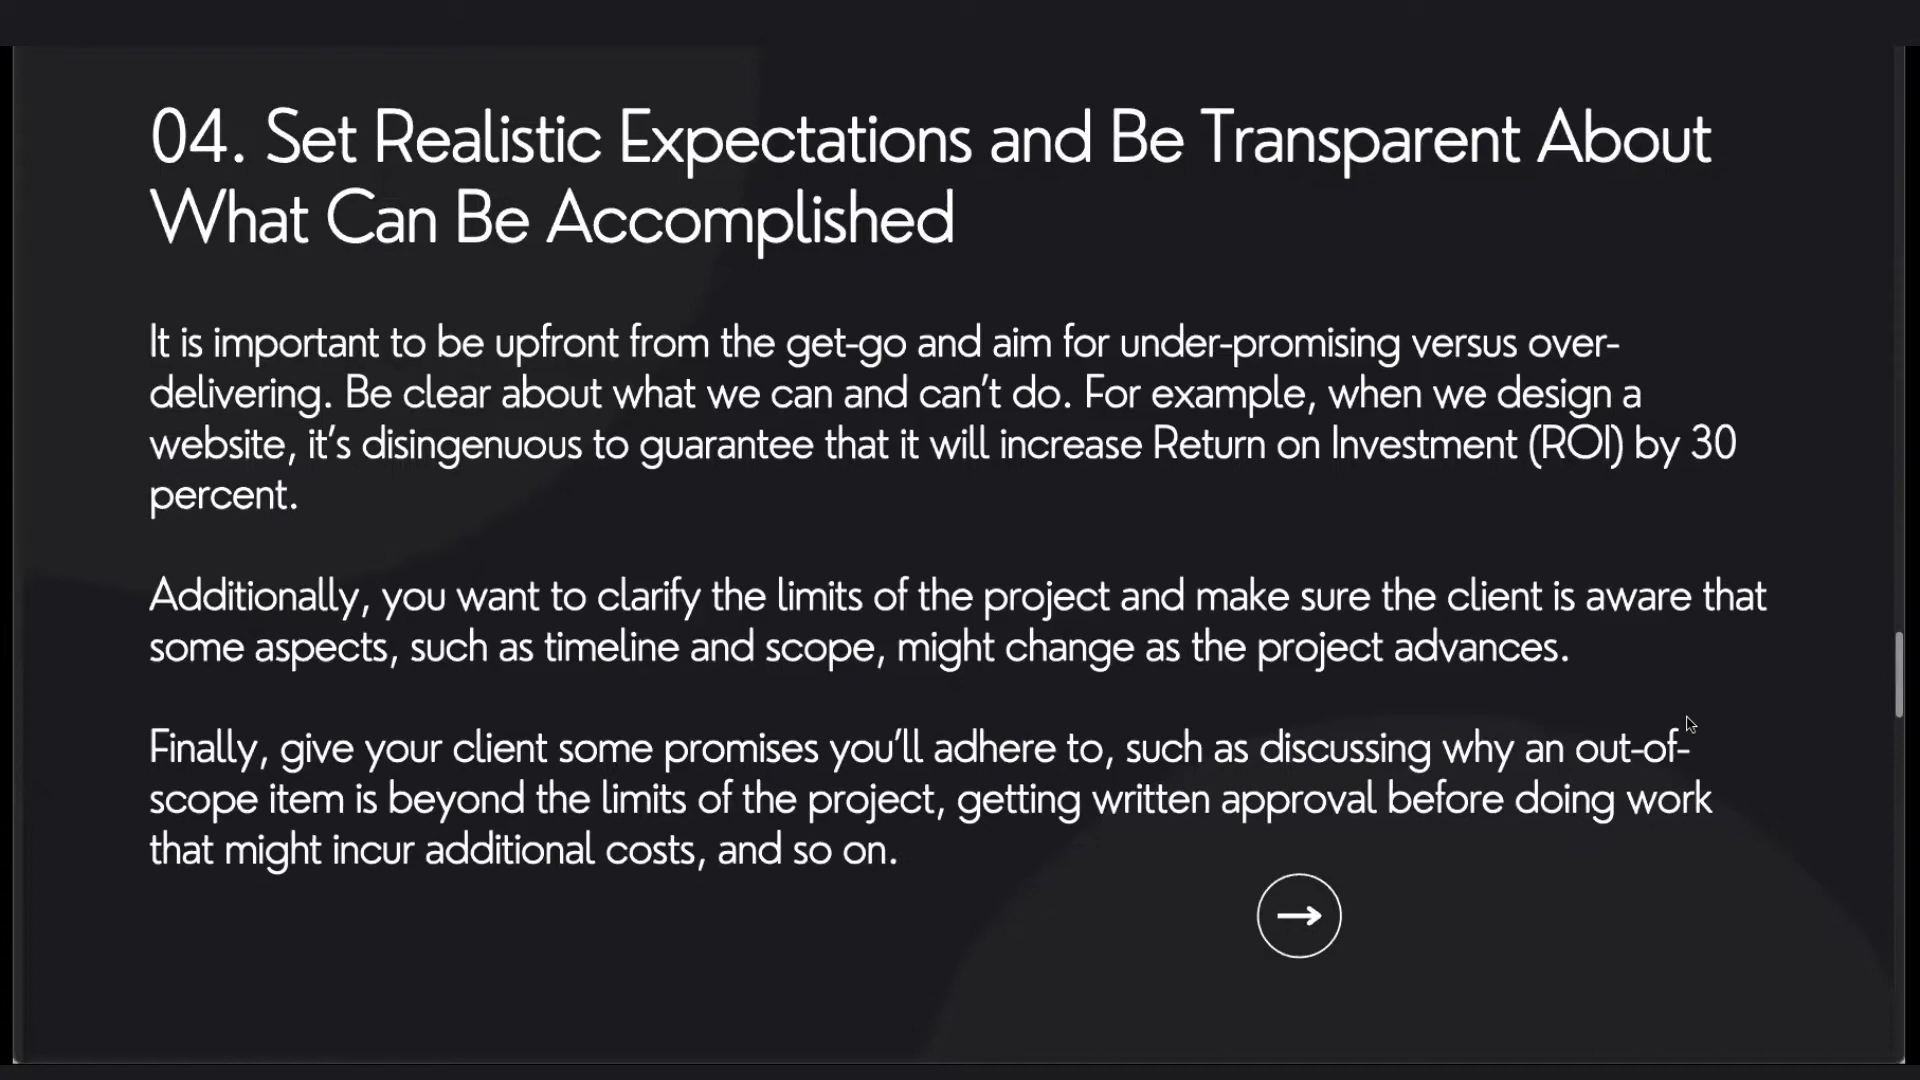 04. Set Realistic Expectations and Be Transparent About
What Can Be Accomplished
It is important to be upfront from the get-go and aim for under-promising versus over-
delivering. Be clear about what we can and can't do. For example, when we design a
website, it's disingenuous to guarantee that it will increase Return on Investment (ROI) by 30
percent.
Additionally, you want to clarify the limits of the project and make sure the client is aware that
some aspects, such as timeline and scope, might change as the project advances.
Finally, give your client some promises you'll adhere to, such as discussing why an out-of-
scope item is beyond the limits of the project, getting written approval before doing work
that might incur additional costs, and so on.